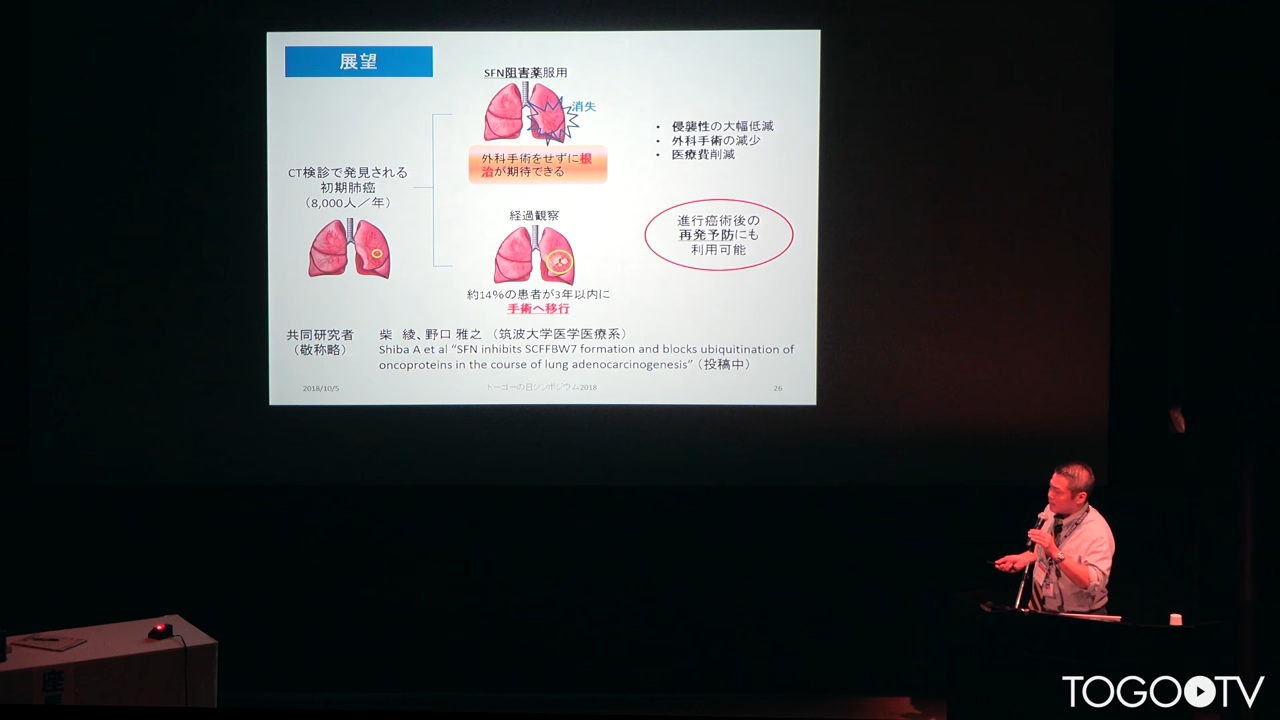 展望
SFN阻害薬服用
消失
外科手術をせずに根
治が期待できる
・ 侵襲性の大幅低減
・ 外科手術の減少
・ 医療費削減
CT検診で発見される
初期肺癌
（8,000人／年）
経過観察
約14%の患者が3年以内に
手術へ移行
進行癌術後の
再発予防にも
利用可能
共同研究者
（敬称略）
柴 綾、野口 雅之 （筑波大学医学医療系）
Shiba A et al “SFN inhibits SCFFBW7 formation and blocks ubiquitination of
oncoproteins in the course of lung adenocarcinogenesis” （投稿中）
2018/10/5
トーゴーの日シンポジウム2018
26
座
TOGO TV